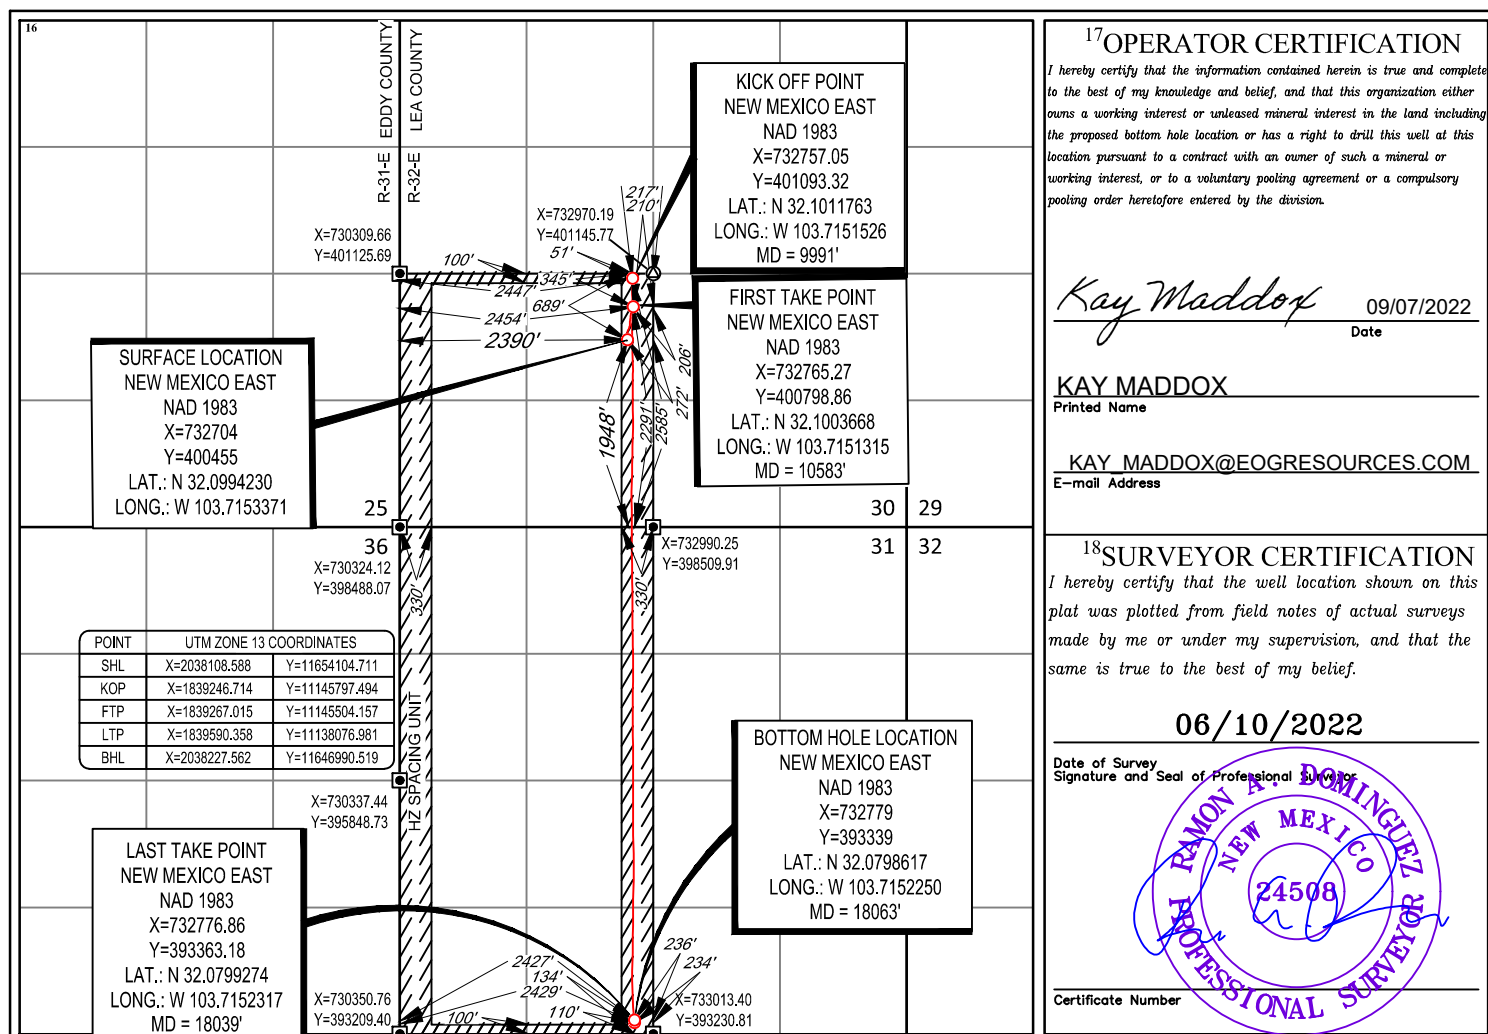 16
R-31-E EDDY COUNTY
R-32-E LEA COUNTY
KICK OFF POINT
NEW MEXICO EAST
NAD 1983
X=732757.05
Y=401093.32
LAT.: N 32.1011763
LONG.: W 103.7151526
MD = 9991'
217'
210'
X=732970.19
Y=401145.77
51'
X=730309.66
Y=401125.69
100'
345'
2447'
689'
2454'
2390'
FIRST TAKE POINT
NEW MEXICO EAST
NAD 1983
X=732765.27
Y=400798.86
LAT.: N 32.1003668
LONG.: W 103.7151315
MD = 10583'
SURFACE LOCATION
NEW MEXICO EAST
NAD 1983
X=732704
Y=400455
LAT.: N 32.0994230
LONG.: W 103.7153371
1948'
2291'
2585'
272'
206'
25
30 29
36
31 32
X=730324.12
Y=398488.07
330'
330'
X=732990.25
Y=398509.91
POINT UTM ZONE 13 COORDINATES
SHL X=2038108.588 Y=11654104.711
KOP X=1839246.714 Y=11145797.494
FTP X=1839267.015 Y=11145504.157
LTP X=1839590.358 Y=11138076.981
BHL X=2038227.562 Y=11646990.519
HZ SPACING UNIT
X=730337.44
Y=395848.73
BOTTOM HOLE LOCATION
NEW MEXICO EAST
NAD 1983
X=732779
Y=393339
LAT.: N 32.0798617
LONG.: W 103.7152250
MD = 18063'
LAST TAKE POINT
NEW MEXICO EAST
NAD 1983
X=732776.86
Y=393363.18
LAT.: N 32.0799274
LONG.: W 103.7152317
MD = 18039'
236'
234'
2427'
134'
2429'
110'
100'
X=730350.76
Y=393209.40
X=733013.40
Y=393230.81
17OPERATOR CERTIFICATION
I hereby certify that the information contained herein is true and complete
to the best of my knowledge and belief, and that this organization either
owns a working interest or unleased mineral interest in the land including
the proposed bottom hole location or has a right to drill this well at this
location pursuant to a contract with an owner of such a mineral or
working interest, or to a voluntary pooling agreement or a compulsory
pooling order heretofore entered by the division.
Kay Maddox 09/07/2022
Date
KAY MADDOX
Printed Name
KAY_MADDOX@EOGRESOURCES.COM
E-mail Address
18SURVEYOR CERTIFICATION
I hereby certify that the well location shown on this
plat was plotted from field notes of actual surveys
made by me or under my supervision, and that the
same is true to the best of my belief.
06/10/2022
Date of Survey
Signature and Seal of Professional Surveyor
RAMON A. DOMINGUEZ
NEW MEXICO
24508
PROFESSIONAL SURVEYOR
Certificate Number